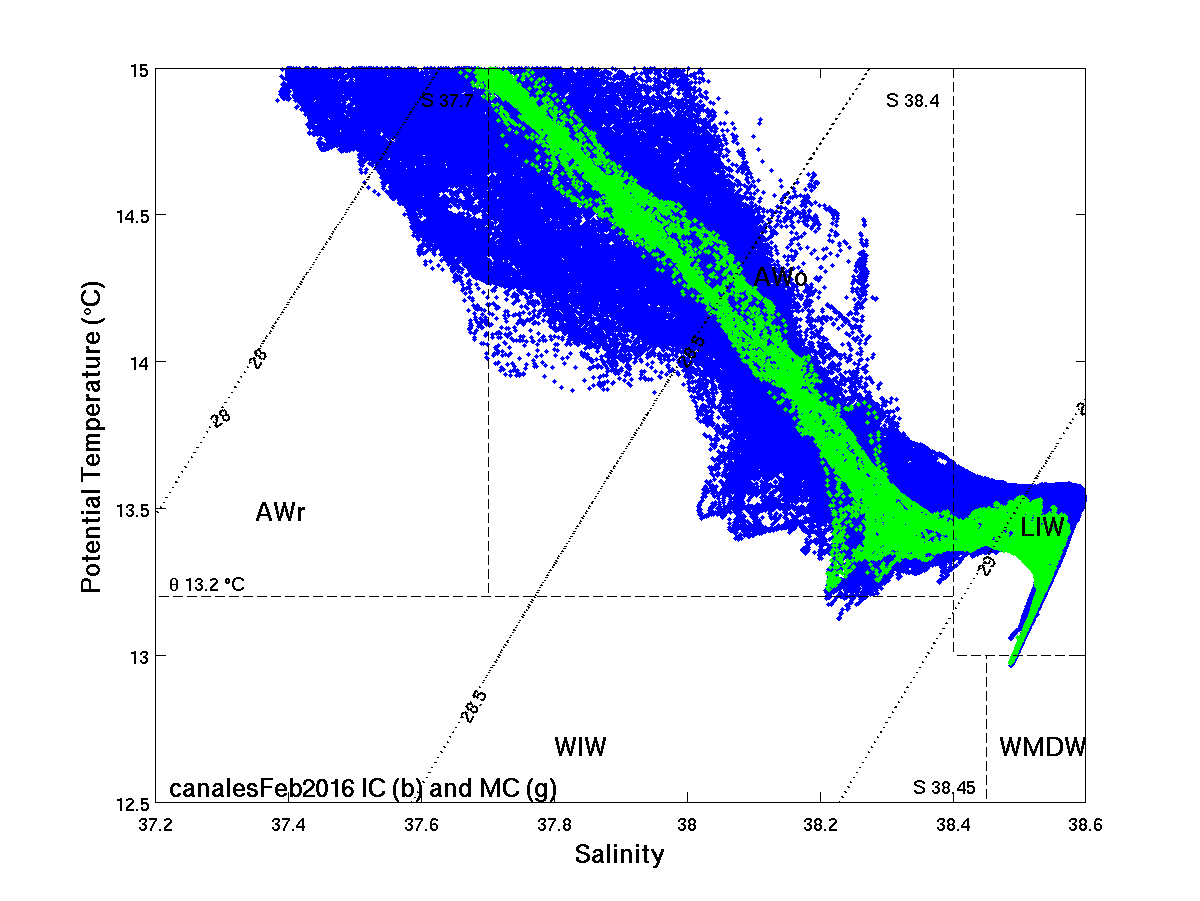 15
S 37.7
S 38.4
14.5
AWo
14
28.5
28
28
2
13.5
AWr
LIW
29
θ 13.2 °C
13
28.5
WIW
WMDW
canalesFeb2016 IC (b) and MC (g)
S 38.45
12.5
37.2
37.4
37.6
37.8
38
38.2
38.4
38.6
Salinity
Potential Temperature (°C)